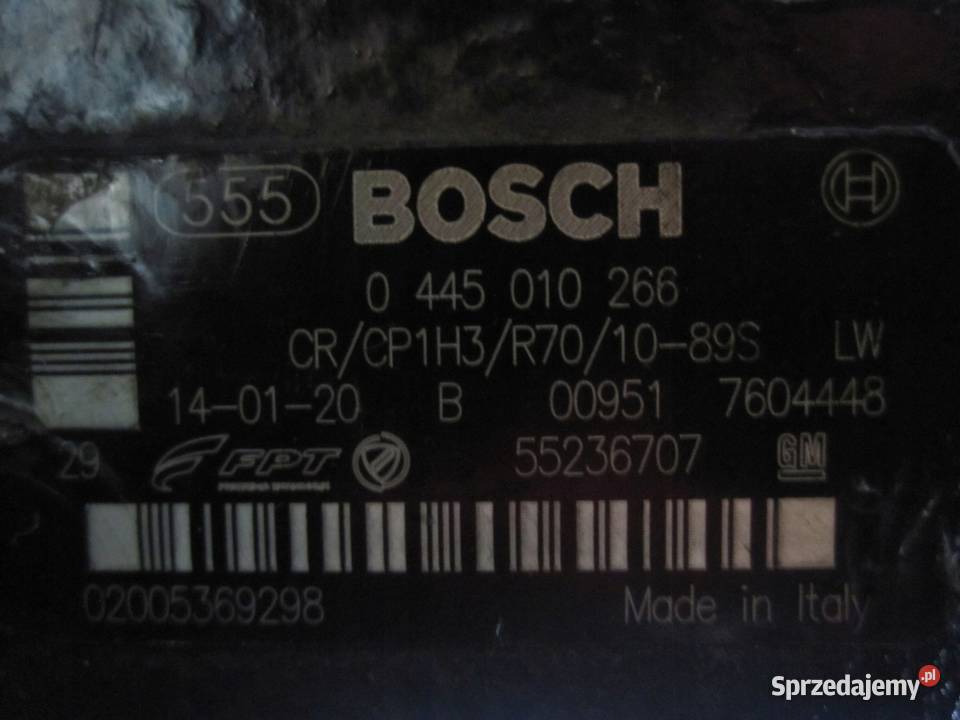 555 BOSCH
0 445 010 266
CR/CP1H3/R70/10-89S LW
14-01-20 B 00951 7604448
29 FPT 55236707 GM
02005369298 Made in Italy
Sprzedajemy.pl